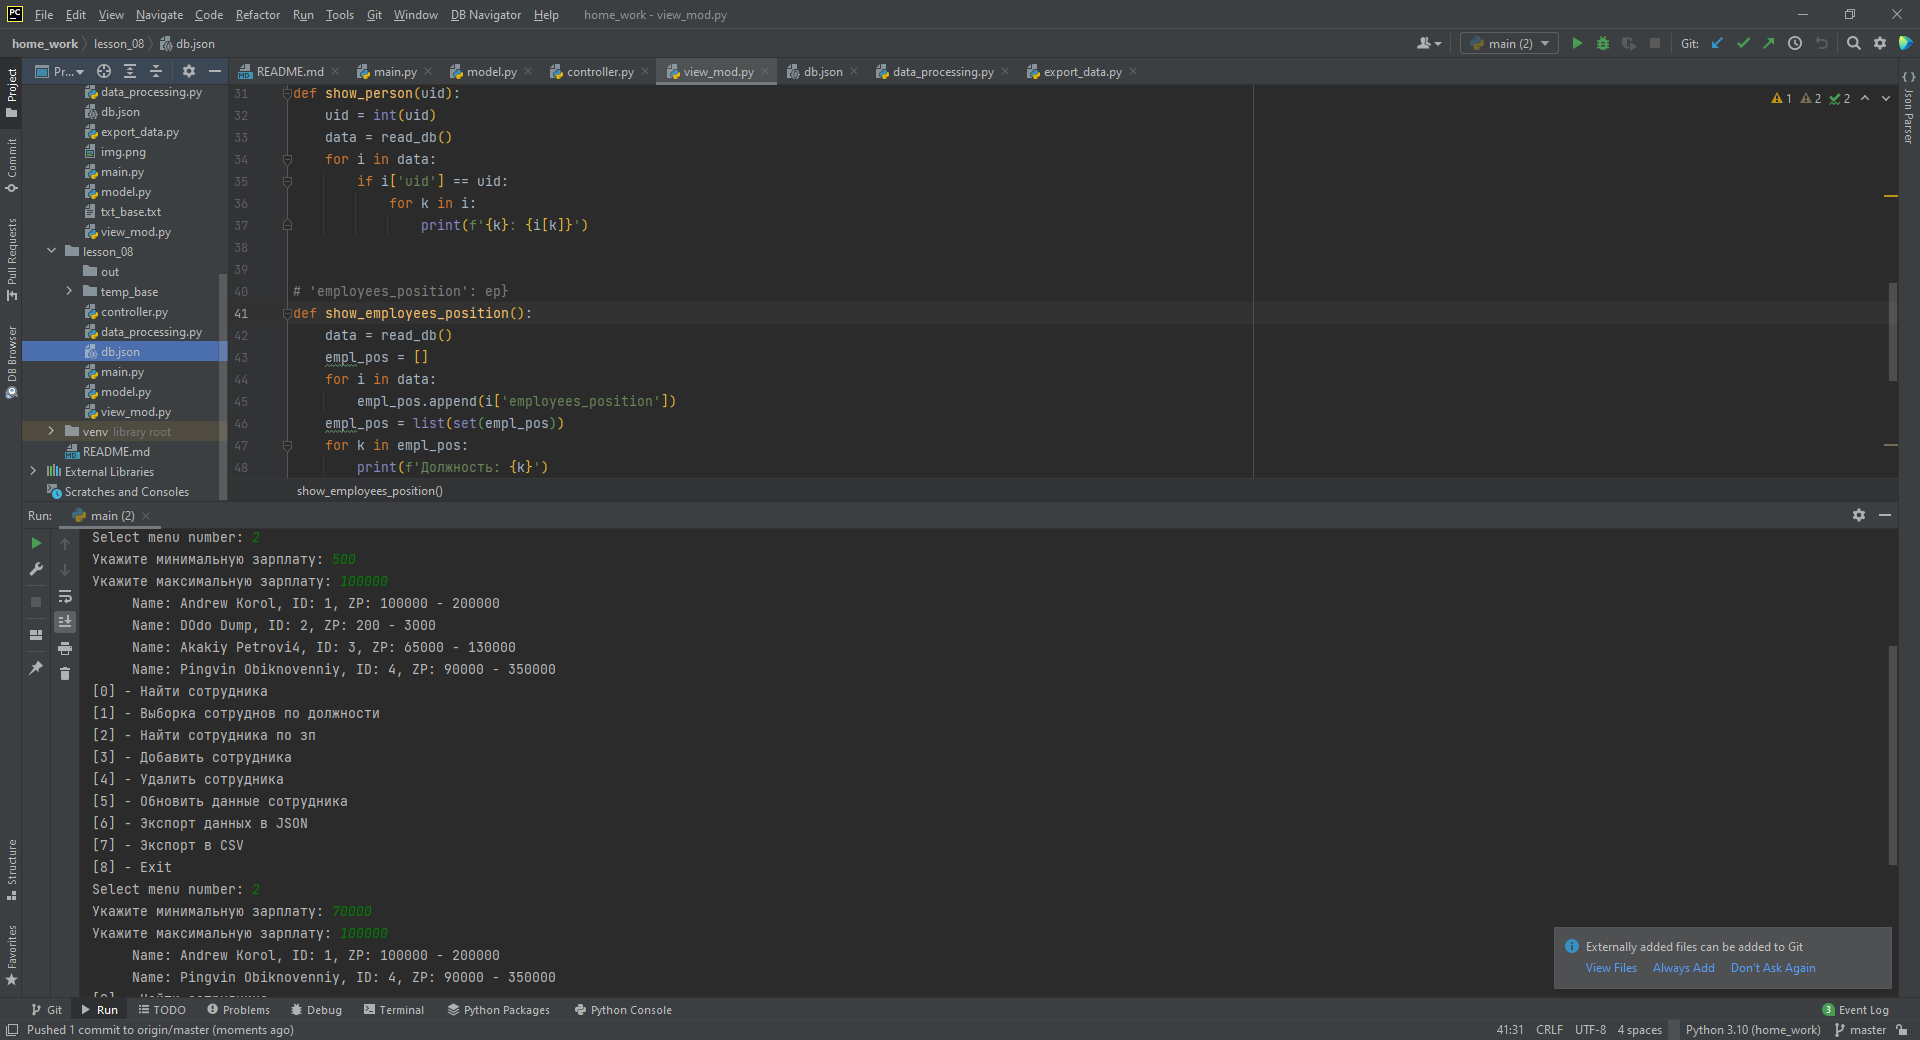 PC File Edit View Navigate Code Refactor Run Tools Git Window DB Navigator Help home_work - view_mod.py
home_work lesson_08 db.json main (2) Git:
Project Pr... README.md main.py model.py controller.py view_mod.py db.json data_processing.py export_data.py
data_processing.py
db.json
export_data.py
img.png
main.py
model.py
txt_base.txt
view_mod.py
lesson_08
out
temp_base
controller.py
data_processing.py
db.json
main.py
model.py
view_mod.py
venv library root
README.md
External Libraries
Scratches and Consoles
Commit
Pull Requests
DB Browser
Structure
Favorites
Json Parser
1 2 2
31 def show_person(uid):
32 uid = int(uid)
33 data = read_db()
34 for i in data:
35 if i['uid'] == uid:
36 for k in i:
37 print(f'{k}: {i[k]}')
38
39
40 # 'employees_position': ep}
41 def show_employees_position():
42 data = read_db()
43 empl_pos = []
44 for i in data:
45 empl_pos.append(i['employees_position'])
46 empl_pos = list(set(empl_pos))
47 for k in empl_pos:
48 print(f'Должность: {k}')
show_employees_position()
Run: main (2)
Select menu number: 2
Укажите минимальную зарплату: 500
Укажите максимальную зарплату: 100000
Name: Andrew Korol, ID: 1, ZP: 100000 - 200000
Name: DOdo Dump, ID: 2, ZP: 200 - 3000
Name: Akakiy Petrovi4, ID: 3, ZP: 65000 - 130000
Name: Pingvin Obiknovenniy, ID: 4, ZP: 90000 - 350000
[0] - Найти сотрудника
[1] - Выборка сотруднов по должности
[2] - Найти сотрудника по зп
[3] - Добавить сотрудника
[4] - Удалить сотрудника
[5] - Обновить данные сотрудника
[6] - Экспорт данных в JSON
[7] - Экспорт в CSV
[8] - Exit
Select menu number: 2
Укажите минимальную зарплату: 70000
Укажите максимальную зарплату: 100000
Name: Andrew Korol, ID: 1, ZP: 100000 - 200000
Name: Pingvin Obiknovenniy, ID: 4, ZP: 90000 - 350000
Externally added files can be added to Git
View Files Always Add Don't Ask Again
Git Run TODO Problems Debug Terminal Python Packages Python Console 3 Event Log
Pushed 1 commit to origin/master (moments ago) 41:31 CRLF UTF-8 4 spaces Python 3.10 (home_work) master